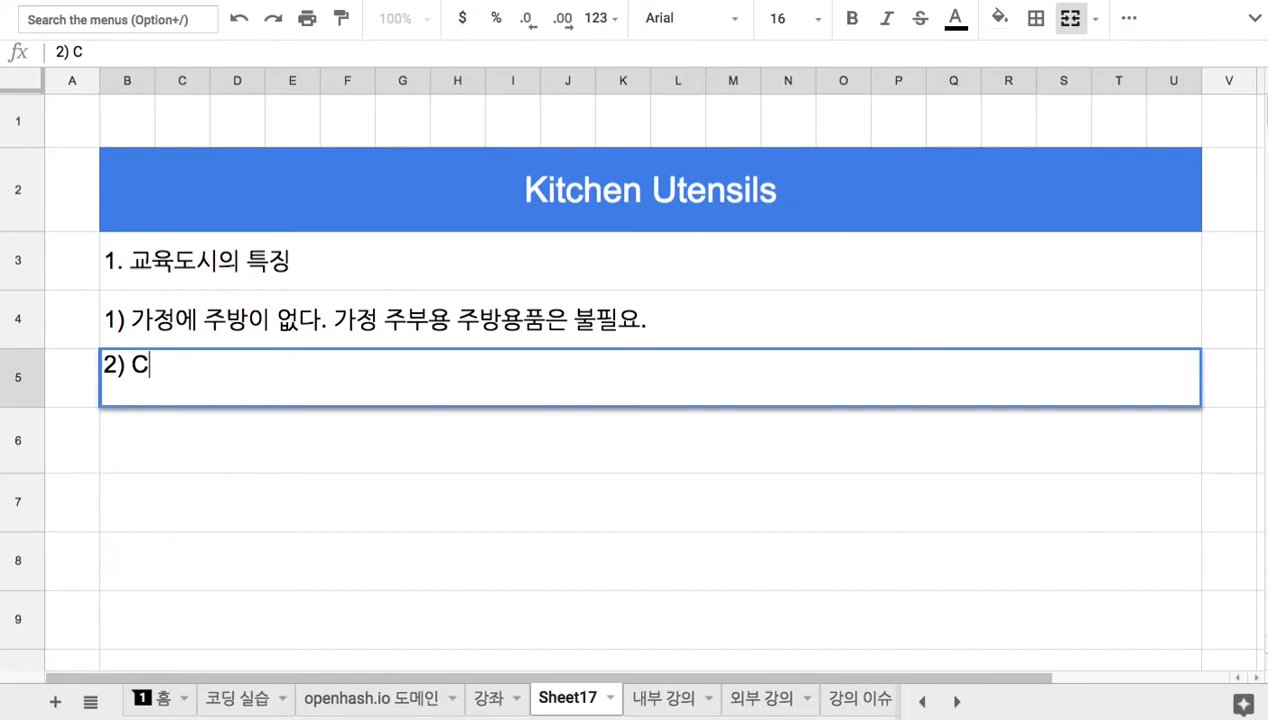 Search the menus (Option+/) 100% $ % .0 .00 123 Arial 16 B I S A
fx 2) C
A B C D E F G H I J K L M N O P Q R S T U V
1
2 Kitchen Utensils
3 1. 교육도시의 특징
4 1) 가정에 주방이 없다. 가정 주부용 주방용품은 불필요.
5 2) C
6
7
8
9
1 홈 코딩 실습 openhash.io 도메인 강좌 Sheet17 내부 강의 외부 강의 강의 이슈